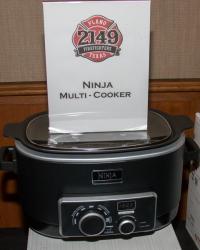 PLANO
2149
FIREFIGHTERS
TEXAS
NINJA
MULTI-COOKER
NINJA